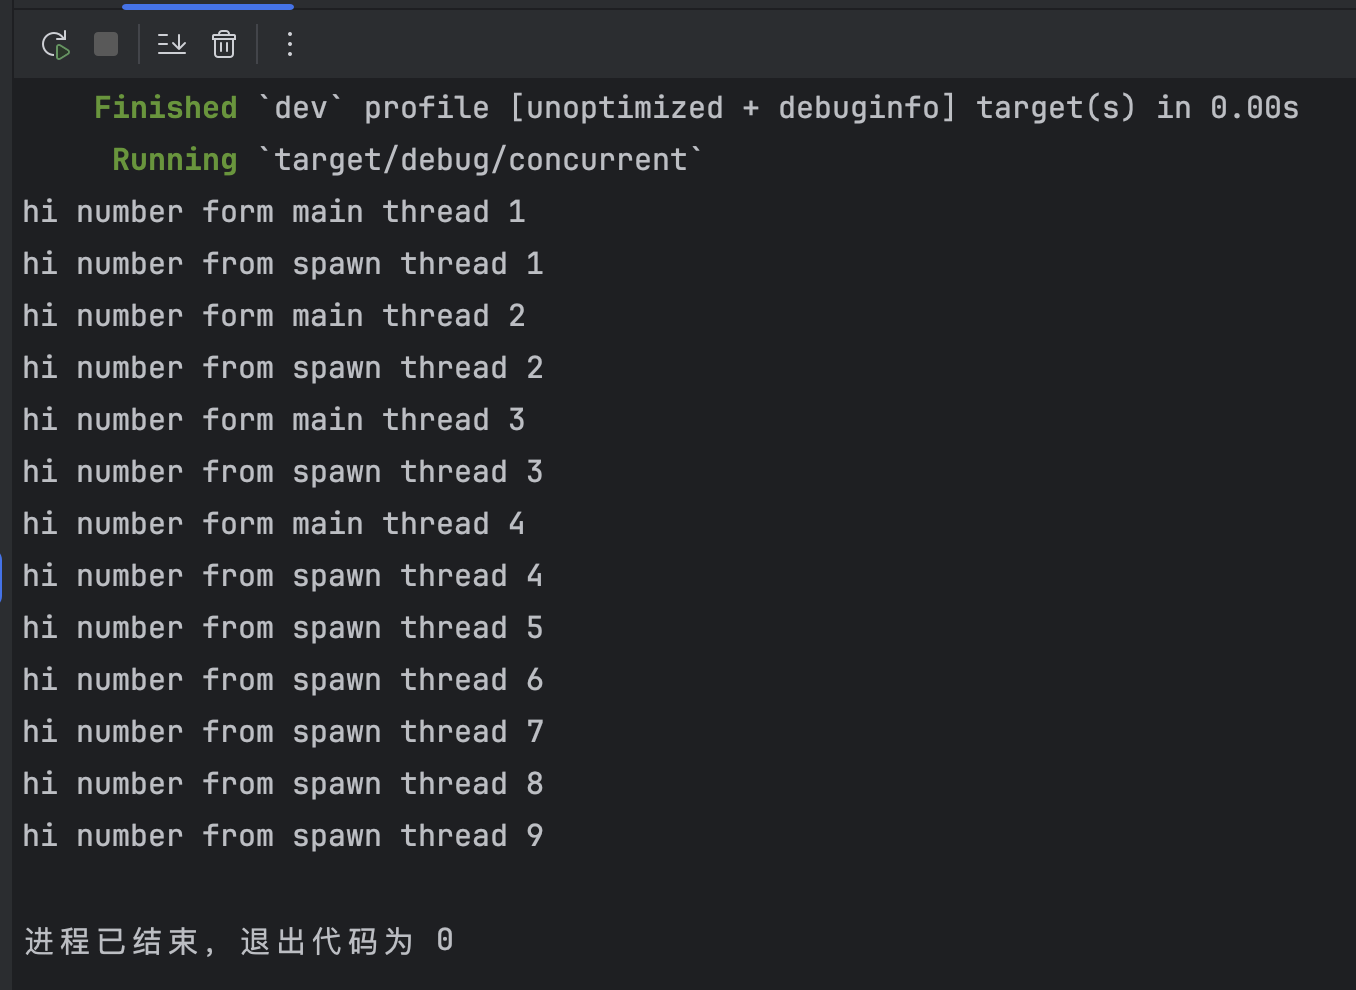 Finished `dev` profile [unoptimized + debuginfo] target(s) in 0.00s
Running `target/debug/concurrent`
hi number form main thread 1
hi number from spawn thread 1
hi number form main thread 2
hi number from spawn thread 2
hi number form main thread 3
hi number from spawn thread 3
hi number form main thread 4
hi number from spawn thread 4
hi number from spawn thread 5
hi number from spawn thread 6
hi number from spawn thread 7
hi number from spawn thread 8
hi number from spawn thread 9
进程已结束，退出代码为 0